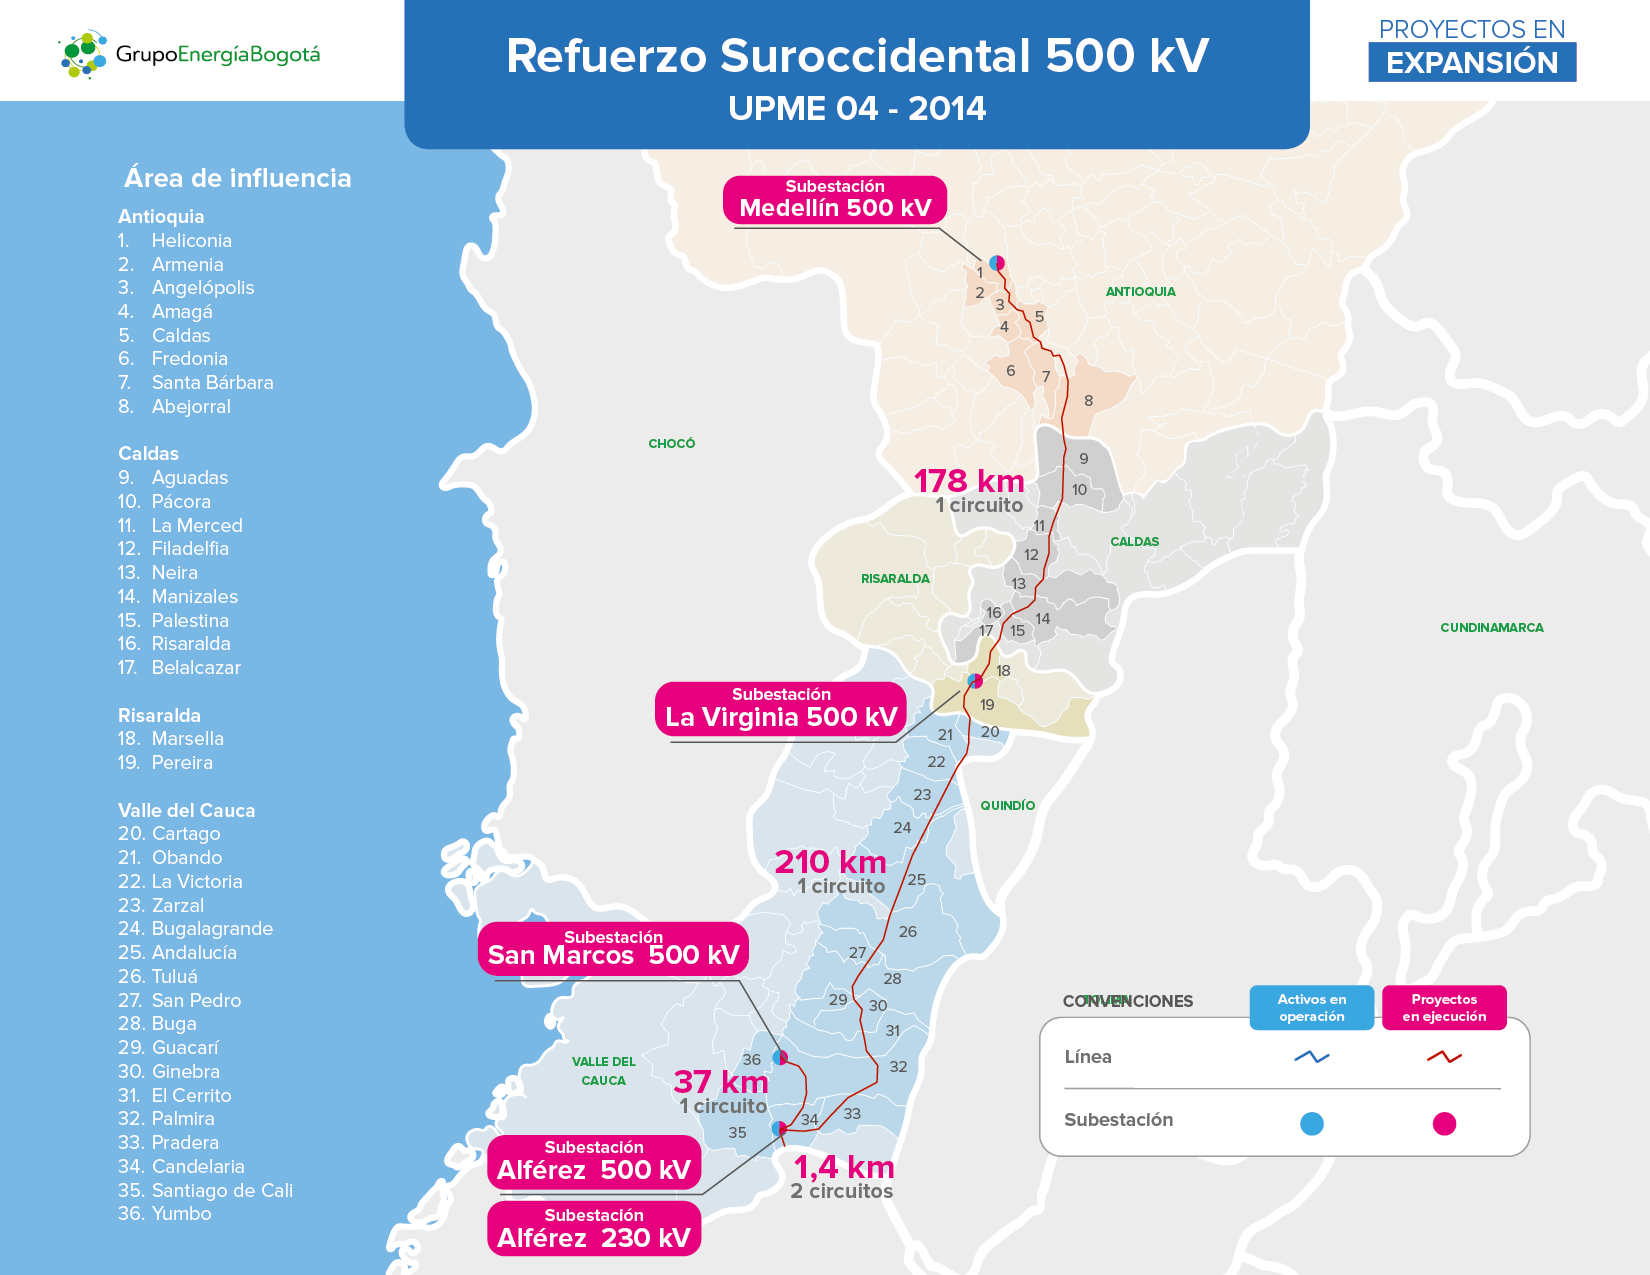 GrupoEnergíaBogotá
Refuerzo Suroccidental 500 kV
UPME 04 - 2014
PROYECTOS EN
EXPANSIÓN
Área de influencia
Antioquia
1. Heliconia
2. Armenia
3. Angelópolis
4. Amagá
5. Caldas
6. Fredonia
7. Santa Bárbara
8. Abejorral
Caldas
9. Aguadas
10. Pácora
11. La Merced
12. Filadelfia
13. Neira
14. Manizales
15. Palestina
16. Risaralda
17. Belalcazar
Risaralda
18. Marsella
19. Pereira
Valle del Cauca
20. Cartago
21. Obando
22. La Victoria
23. Zarzal
24. Bugalagrande
25. Andalucía
26. Tuluá
27. San Pedro
28. Buga
29. Guacarí
30. Ginebra
31. El Cerrito
32. Palmira
33. Pradera
34. Candelaria
35. Santiago de Cali
36. Yumbo
Subestación
Medellín 500 kV
1
2
3
4
5
6
7
8
ANTIOQUIA
CHOCÓ
9
178 km
10
1 circuito
11
12
CALDAS
RISARALDA
13
16
14
17
15
CUNDINAMARCA
18
Subestación
La Virginia 500 kV
19
20
21
22
23
QUINDÍO
24
210 km
1 circuito
25
26
Subestación
San Marcos 500 kV
27
28
29
30
31
32
36
VALLE DEL
CAUCA
37 km
1 circuito
33
34
35
Subestación
Alférez 500 kV
1,4 km
2 circuitos
Subestación
Alférez 230 kV
TOLIMA
CONVENCIONES
Activos en
operación
Proyectos
en ejecución
Línea
Subestación